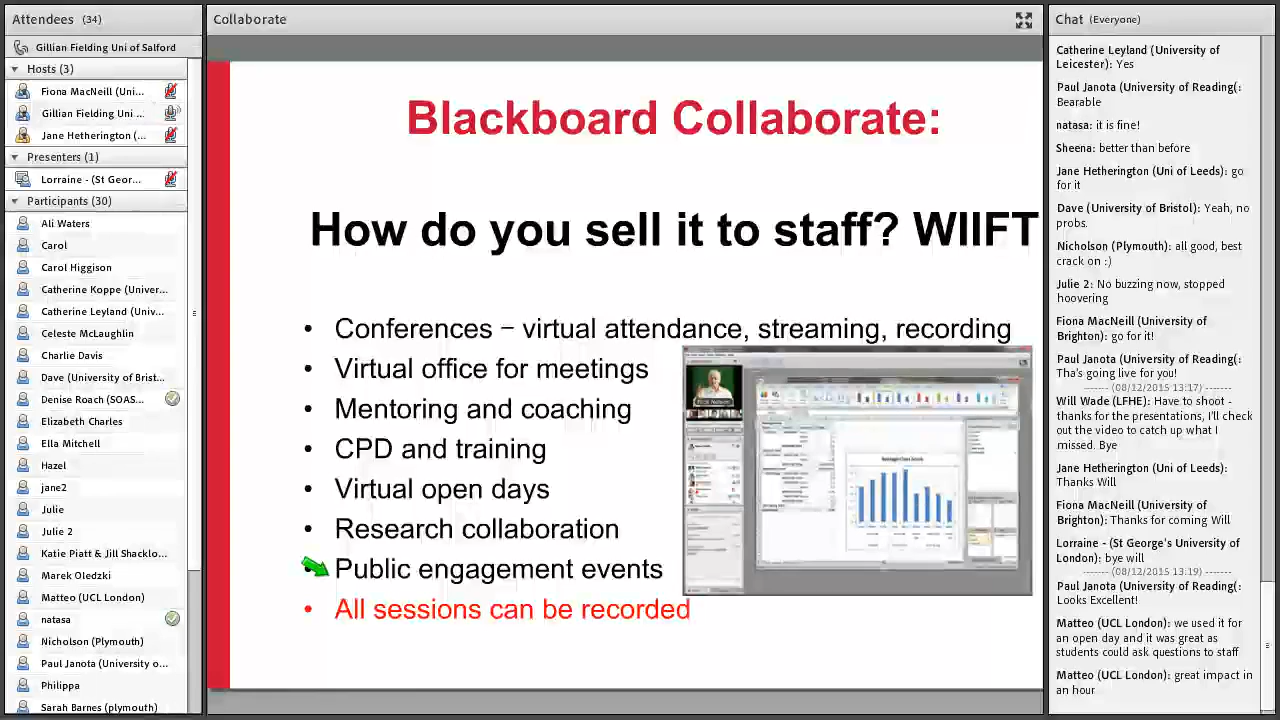 Attendees (34)
Gillian Fielding Uni of Salford
Hosts (3)
Fiona MacNeill (Uni...
Gillian Fielding Uni ...
Jane Hetherington (...
Presenters (1)
Lorraine - (St Geor...
Participants (30)
Ali Waters
Carol
Carol Higgison
Catherine Koppe (Univer...
Catherine Leyland (Univ...
Celeste McLaughlin
Charlie Davis
Dave (University of Brist...
Denise Roach (SOAS...
Elizabeth Charles
Ella Mitchell
Hazel
jane2
Julie
Julie 2
Katie Piatt & Jill Shacklo...
Marek Oledzki
Matteo (UCL London)
natasa
Nicholson (Plymouth)
Paul Janota (University o...
Philippa
Sarah Barnes (plymouth)
Collaborate
Blackboard Collaborate:
How do you sell it to staff? WIIFT
• Conferences – virtual attendance, streaming, recording
• Virtual office for meetings
• Mentoring and coaching
• CPD and training
• Virtual open days
• Research collaboration
Public engagement events
• All sessions can be recorded
Chat (Everyone)
Catherine Leyland (University of
Leicester): Yes
Paul Janota (University of Reading(:
Bearable
natasa: it is fine!
Sheena: better than before
Jane Hetherington (Uni of Leeds): go
for it
Dave (University of Bristol): Yeah, no
probs.
Nicholson (Plymouth): all good, best
crack on :)
Julie 2: No buzzing now, stopped
hoovering
Fiona MacNeill (University of
Brighton): go for it!
Paul Janota (University of Reading(:
Tha's going live for you!
------ (08/12/2015 13:17) ------
Will Wade (LFHE): Have to shoot -
thanks for the presentations, I'll check
out the video to catch up what I
missed. Bye
Jane Hetherington (Uni of Leeds):
Thanks Will
Fiona MacNeill (University of
Brighton): Thanks for coming Will
Lorraine - (St George's University of
London): bye will
------ (08/12/2015 13:19) ------
Paul Janota (University of Reading(:
Looks Excellent!
Matteo (UCL London): we used it for
an open day and it was great as
students could ask questions to staff
Matteo (UCL London): great impact in
an hour